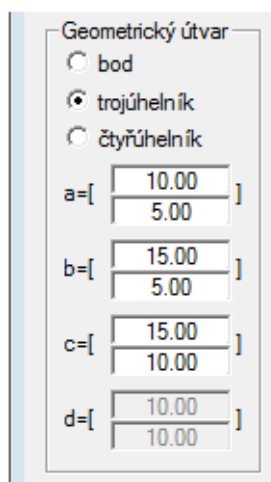 Geometrický útvar
bod
trojúhelník
čtyřúhelník
a=[ 10.00 ]
5.00
b=[ 15.00 ]
5.00
c=[ 15.00 ]
10.00
d=[ 10.00 ]
10.00